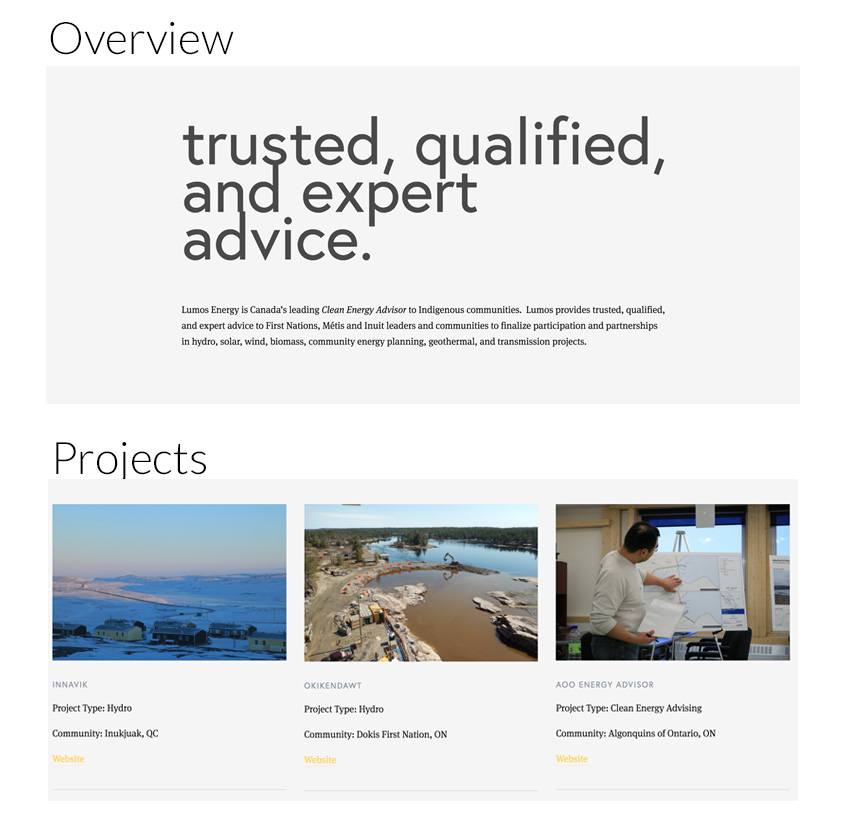 Overview
trusted, qualified,
and expert
advice.
Lumos Energy is Canada's leading Clean Energy Advisor to Indigenous communities.  Lumos provides trusted, qualified,
and expert advice to First Nations, Métis and Inuit leaders and communities to finalize participation and partnerships
in hydro, solar, wind, biomass, community energy planning, geothermal, and transmission projects.
Projects
INNAVIK
Project Type: Hydro
Community: Inukjuak, QC
Website
OKIKENDAWT
Project Type: Hydro
Community: Dokis First Nation, ON
Website
AOO ENERGY ADVISOR
Project Type: Clean Energy Advising
Community: Algonquins of Ontario, ON
Website